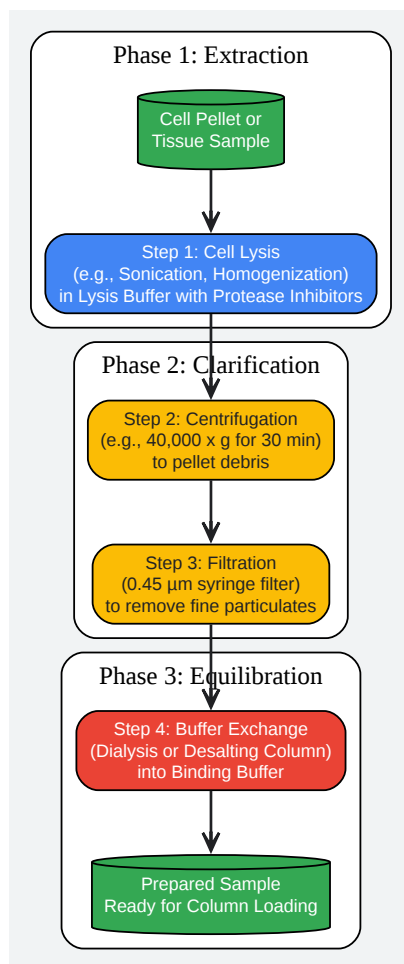 Phase 1: Extraction
Cell Pellet or
Tissue Sample
Step 1: Cell Lysis
(e.g., Sonication, Homogenization)
in Lysis Buffer with Protease Inhibitors
Phase 2: Clarification
Step 2: Centrifugation
(e.g., 40,000 x g for 30 min)
to pellet debris
Step 3: Filtration
(0.45 µm syringe filter)
to remove fine particulates
Phase 3: Equilibration
Step 4: Buffer Exchange
(Dialysis or Desalting Column)
into Binding Buffer
Prepared Sample
Ready for Column Loading